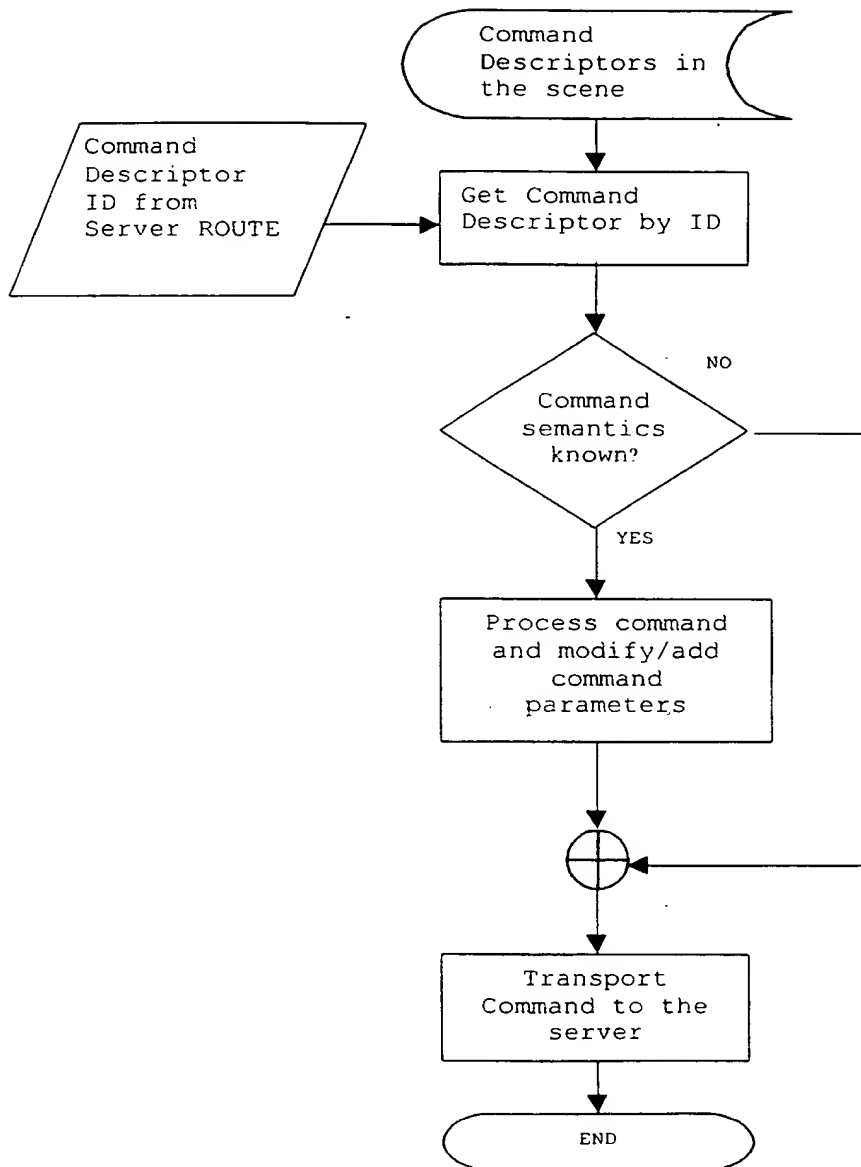 Command
Descriptors in
the scene
Command
Descriptor
ID from
Server ROUTE
Get Command
Descriptor by ID
NO
Command
semantics
known?
YES
Process command
and modify/add
command
parameters
Transport
Command to the
server
END